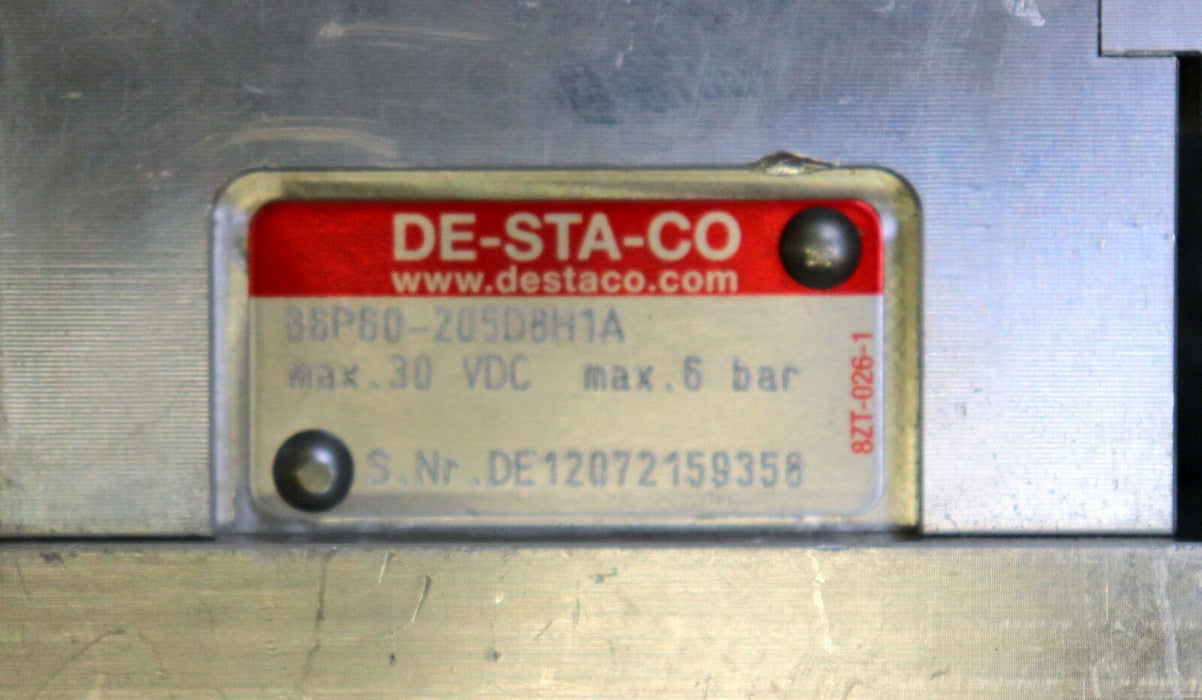 DE-STA-CO
www.destaco.com
86P60-205D8H1A
max.30 VDC max.6 bar
8ZT-026-1
S.Nr.DE12072159358